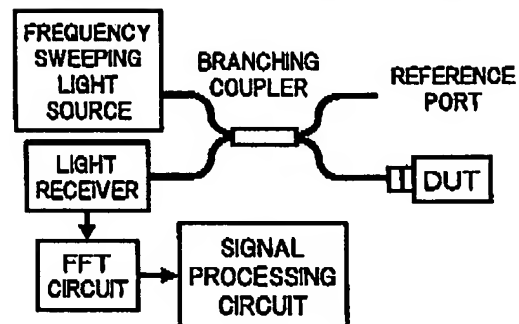 FREQUENCY
SWEEPING
LIGHT
SOURCE
BRANCHING
COUPLER
REFERENCE
PORT
LIGHT
RECEIVER
DUT
FFT
CIRCUIT
SIGNAL
PROCESSING
CIRCUIT